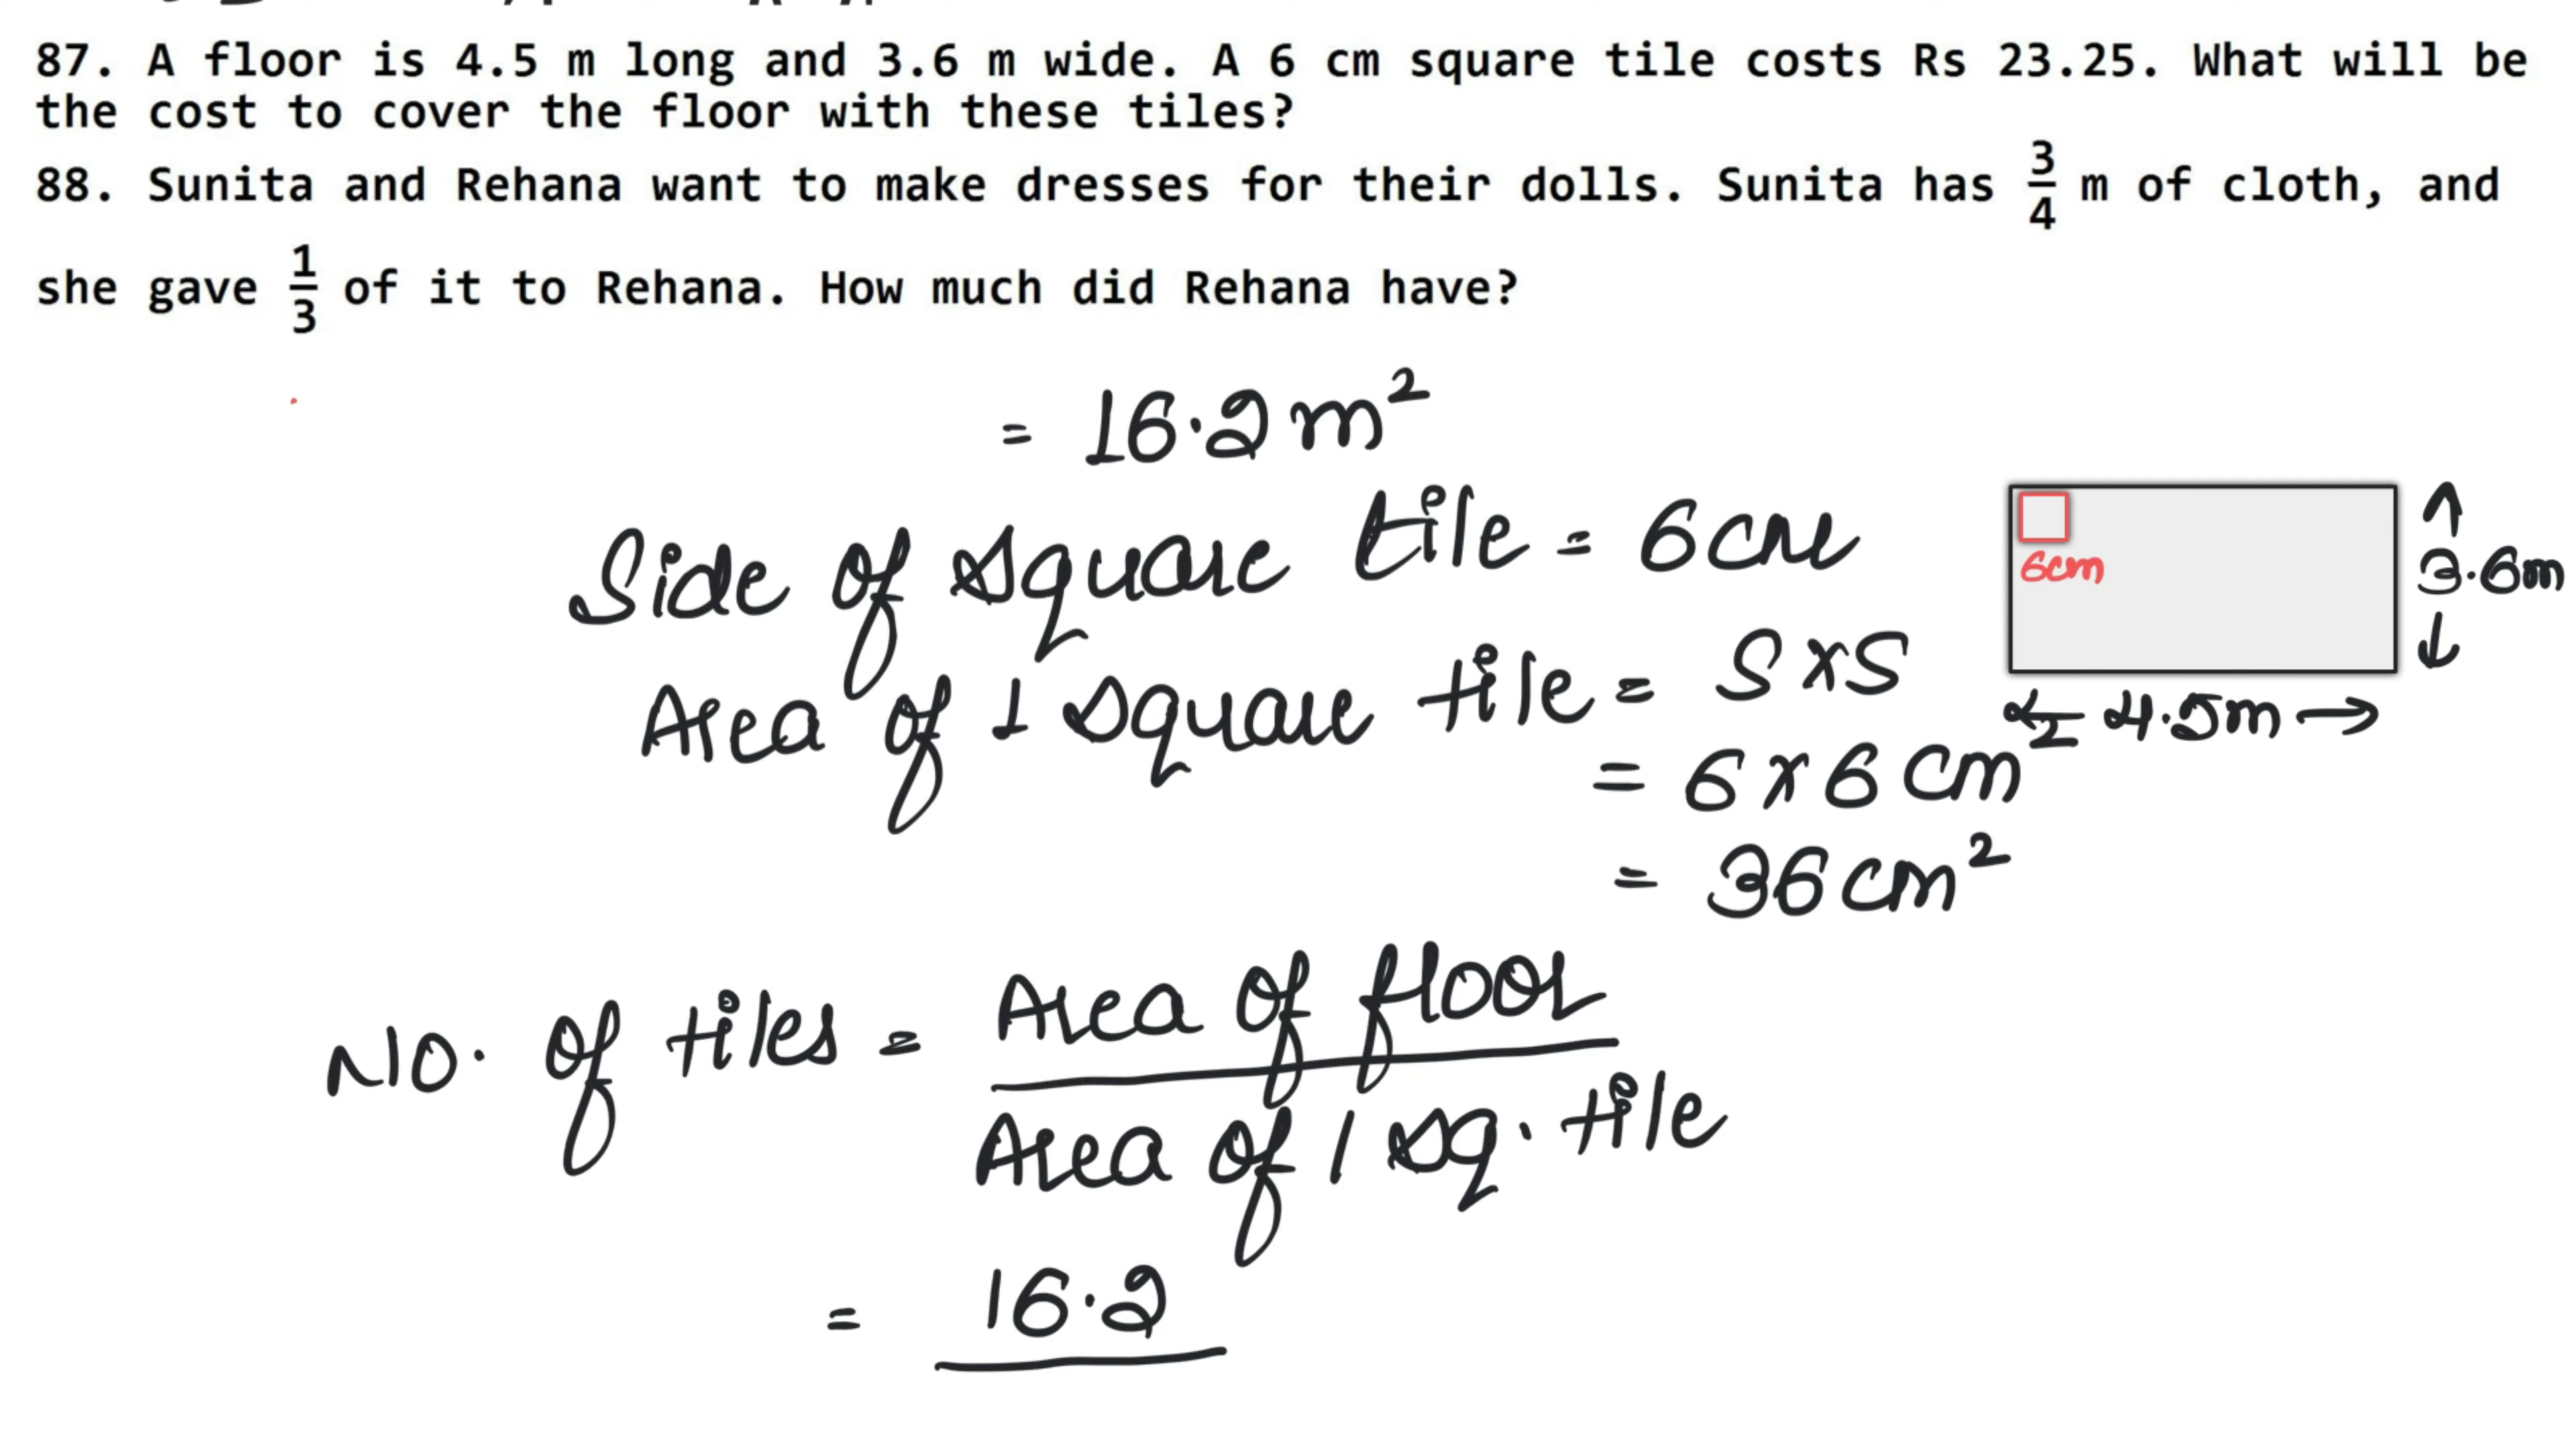 87. A floor is 4.5 m long and 3.6 m wide. A 6 cm square tile costs Rs 23.25. What will be
the cost to cover the floor with these tiles?
88. Sunita and Rehana want to make dresses for their dolls. Sunita has 3/4 m of cloth, and
she gave 1/3 of it to Rehana. How much did Rehana have?
= 16.2 m²
Side of square tile = 6cm
6cm
3.6m
Area of 1 square tile = S×S
4.5m
= 6×6 cm²
= 36 cm²
No. of tiles = Area of floor
Area of 1 sq. tile
= 16.2